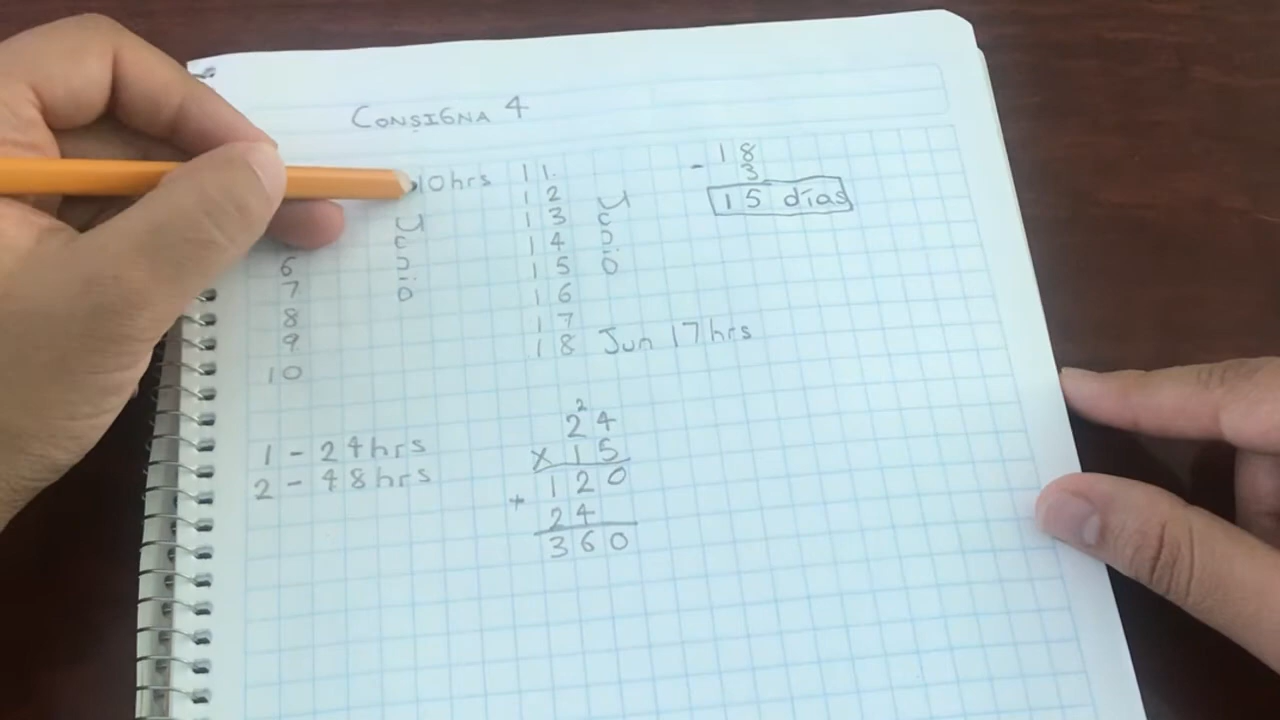 CONSIGNA 4
10hrs
6
7
8
9
10
J
u
n
i
o
11.
12
13
14
15
16
17
18 Jun 17hrs
J
u
n
i
o
- 18
3
15 días
1 - 24hrs
2 - 48hrs
2
24
x 15
120
+ 24
360